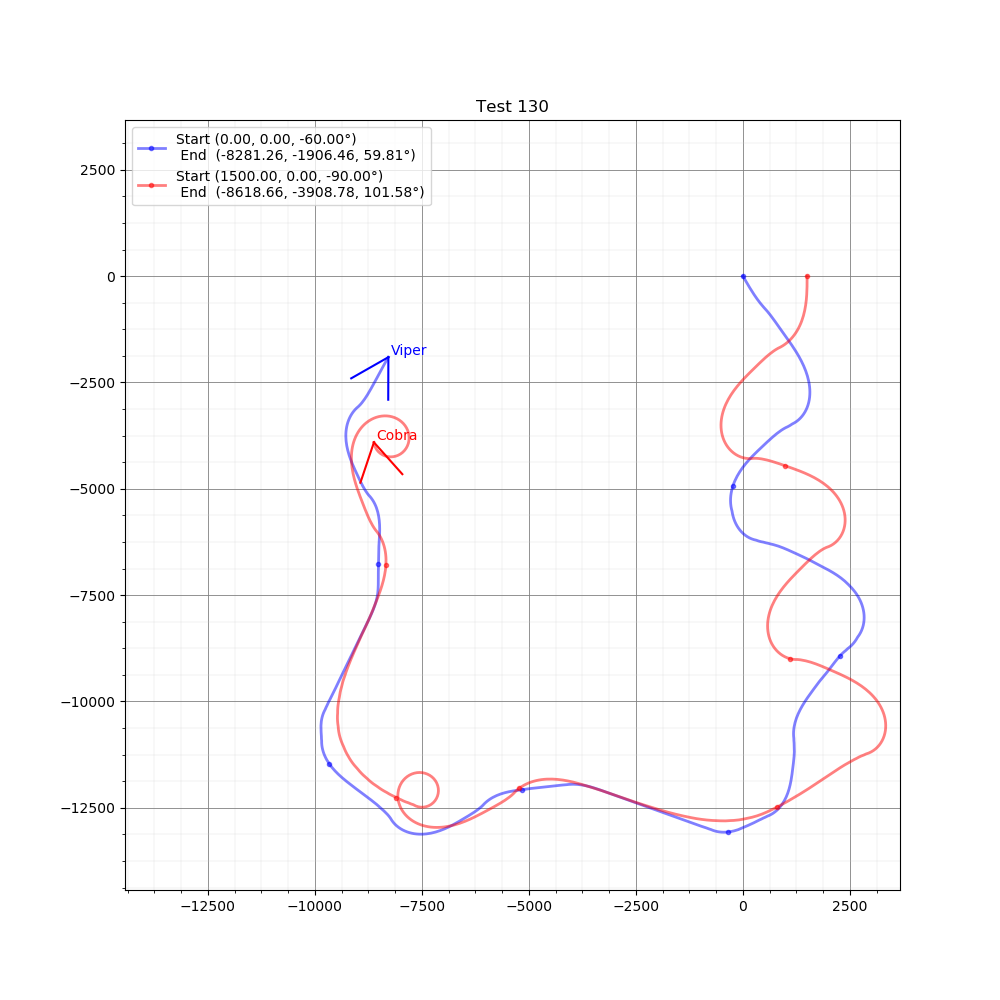 Test 130
Start (0.00, 0.00, -60.00°)
End  (-8281.26, -1906.46, 59.81°)
Start (1500.00, 0.00, -90.00°)
End  (-8618.66, -3908.78, 101.58°)
2500
0
−2500
−5000
−7500
−10000
−12500
Viper
Cobra
−12500
−10000
−7500
−5000
−2500
0
2500